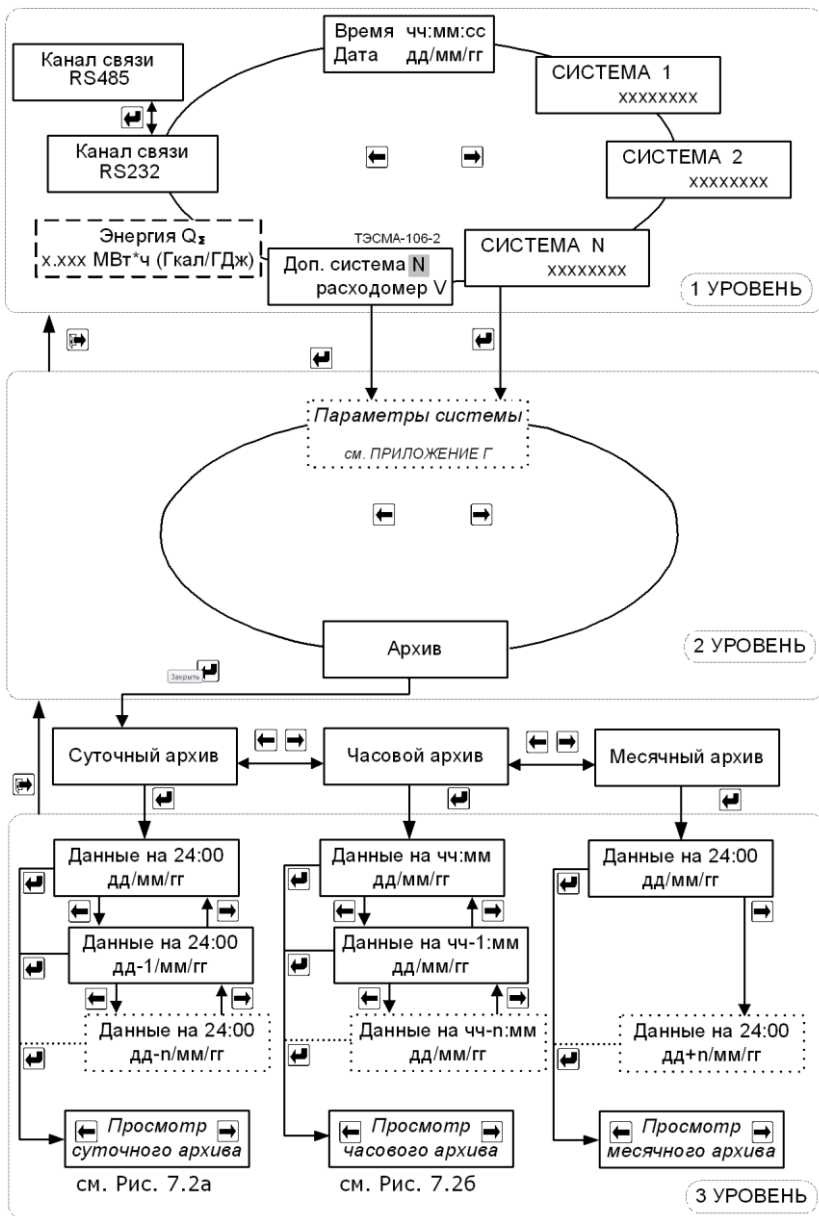 Время чч:мм:сс
Дата дд/мм/гг
Канал связи
RS485
СИСТЕМА 1
xxxxxxxx
Канал связи
RS232
СИСТЕМА 2
xxxxxxxx
Энергия QΣ
x.xxx МВт*ч (Гкал/ГДж)
ТЭСМА-106-2
Доп. система N
расходомер V
СИСТЕМА N
xxxxxxxx
1 УРОВЕНЬ
Параметры системы
см. ПРИЛОЖЕНИЕ Г
Архив
2 УРОВЕНЬ
Закрыть
Суточный архив
Часовой архив
Месячный архив
Данные на 24:00
дд/мм/гг
Данные на 24:00
дд-1/мм/гг
Данные на 24:00
дд-n/мм/гг
Просмотр
суточного архива
см. Рис. 7.2а
Данные на чч:мм
дд/мм/гг
Данные на чч-1:мм
дд/мм/гг
Данные на чч-n:мм
дд/мм/гг
Просмотр
часового архива
см. Рис. 7.2б
Данные на 24:00
дд/мм/гг
Данные на 24:00
дд+n/мм/гг
Просмотр
месячного архива
3 УРОВЕНЬ